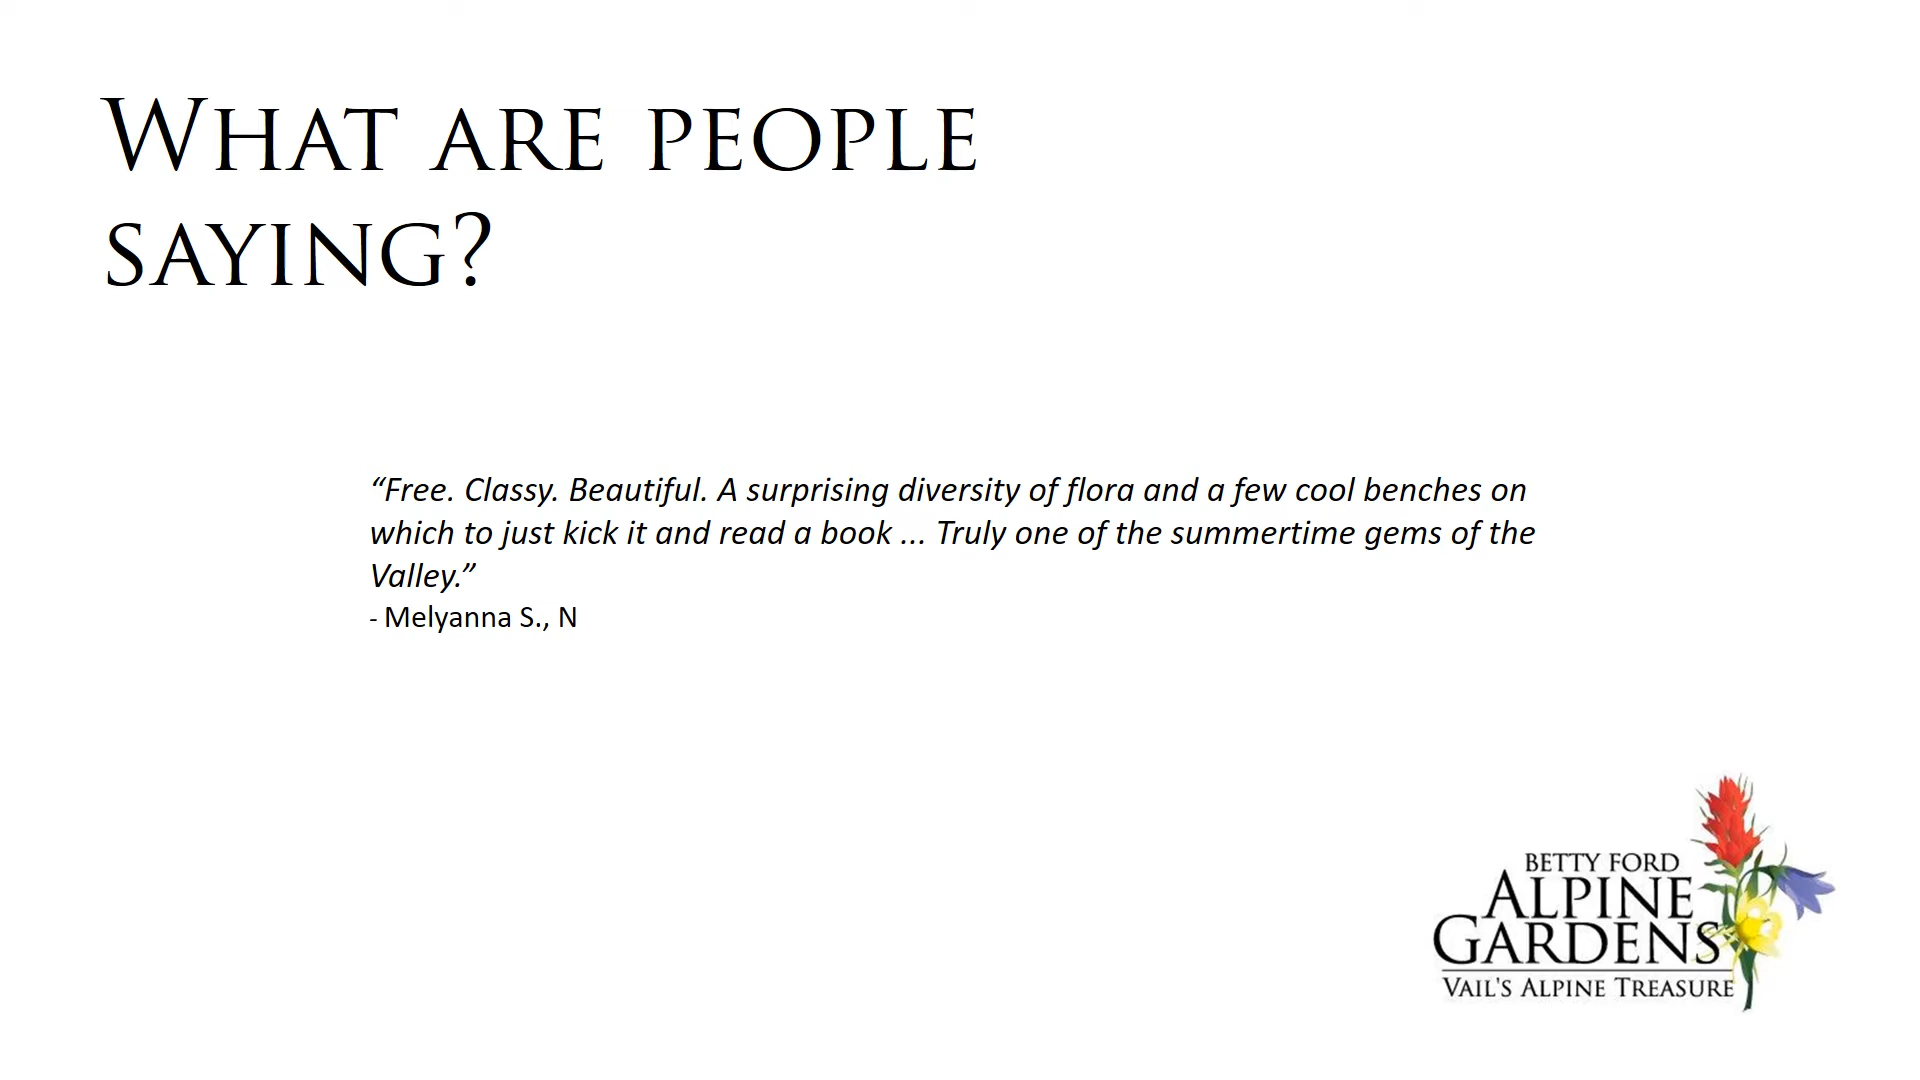 WHAT ARE PEOPLE
SAYING?
“Free. Classy. Beautiful. A surprising diversity of flora and a few cool benches on
which to just kick it and read a book ... Truly one of the summertime gems of the
Valley.”
- Melyanna S., N
BETTY FORD
ALPINE
GARDENS
VAIL'S ALPINE TREASURE